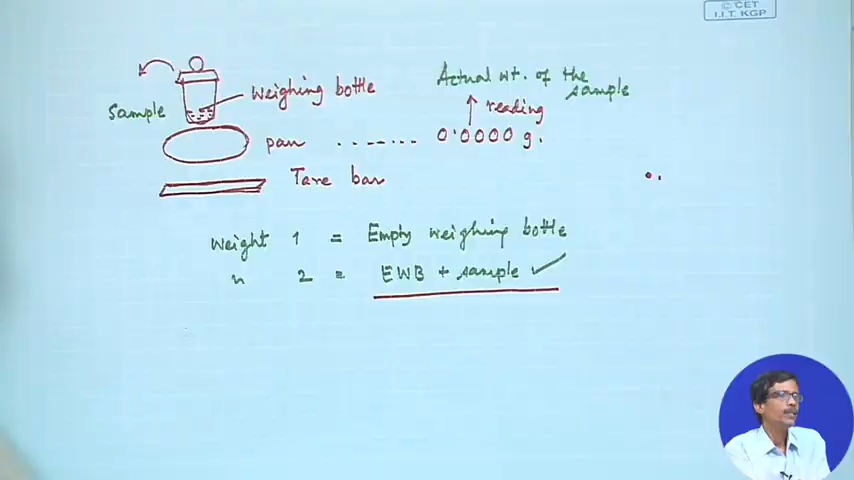 © CET
I.I.T. KGP
Actual wt. of the sample
Sample
weighing bottle
reading
pan ....... 0.0000 g.
Tare bar
Weight 1 = Empty weighing bottle
" 2 = EWB + sample ✓